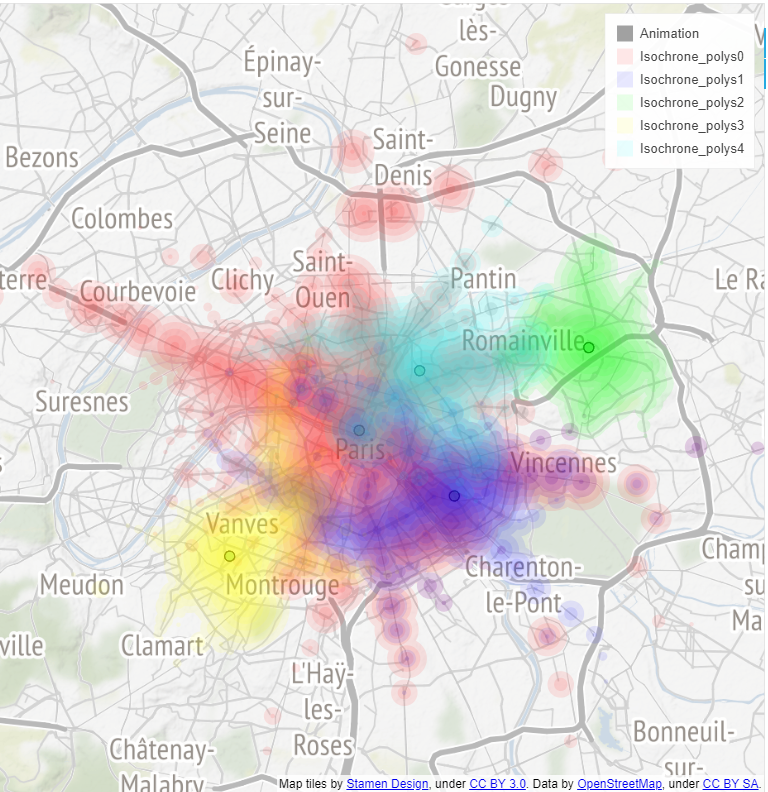 lès-
Gonesse
Épinay-
sur-
Seine
Dugny
Animation
Isochrone_polys0
Isochrone_polys1
Isochrone_polys2
Isochrone_polys3
Isochrone_polys4
Bezons
Saint-
Denis
Colombes
terre
Courbevoie
Clichy
Saint-
Ouen
Pantin
Le Ra
Romainville
Suresnes
Paris
Vincennes
Vanves
Meudon
Montrouge
Charenton-
le-Pont
Champ
su
Ma
ville
Clamart
L'Haÿ-
les-
Roses
Châtenay-
Malabry
Bonneuil-
sur-
Map tiles by Stamen Design, under CC BY 3.0. Data by OpenStreetMap, under CC BY SA.